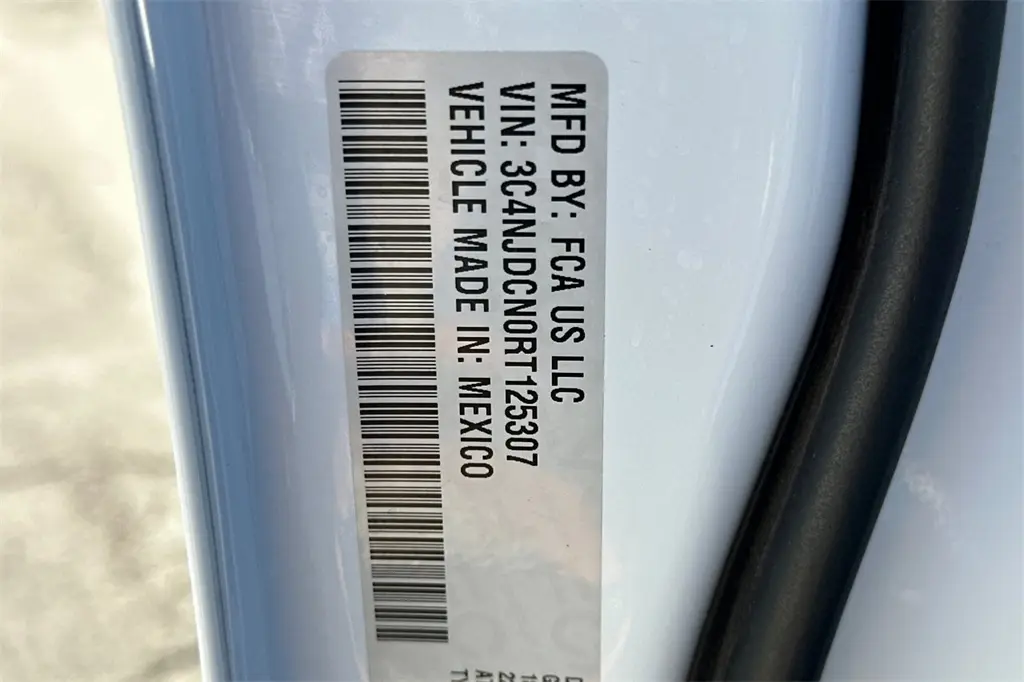 MFD BY: FCA US LLC
VIN: 3C4NJDCN0RT125307
VEHICLE MADE IN: MEXICO